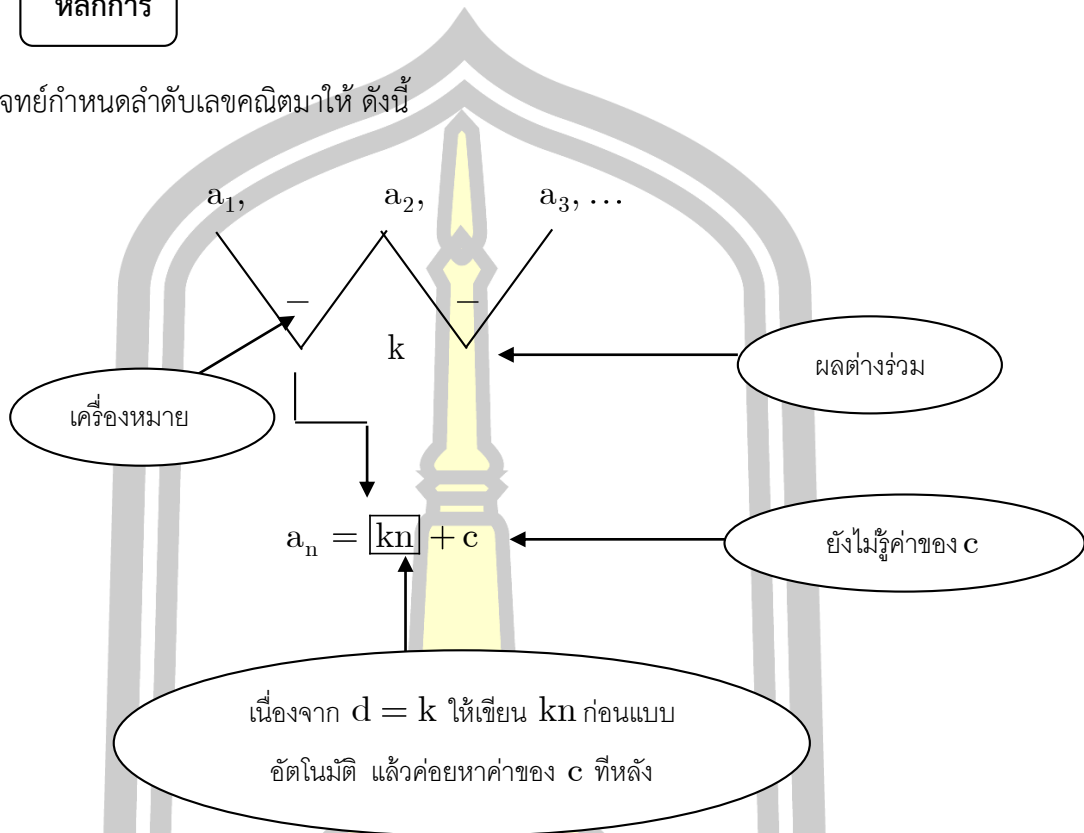 หลักการ
จทย์กำหนดลำดับเลขคณิตมาให้ ดังนี้
a₁, a₂, a₃, …
− −
k
ผลต่างร่วม
เครื่องหมาย
aₙ = kn + c
ยังไม่รู้ค่าของ c
เนื่องจาก d = k ให้เขียน kn ก่อนแบบ
อัตโนมัติ แล้วค่อยหาค่าของ c ทีหลัง